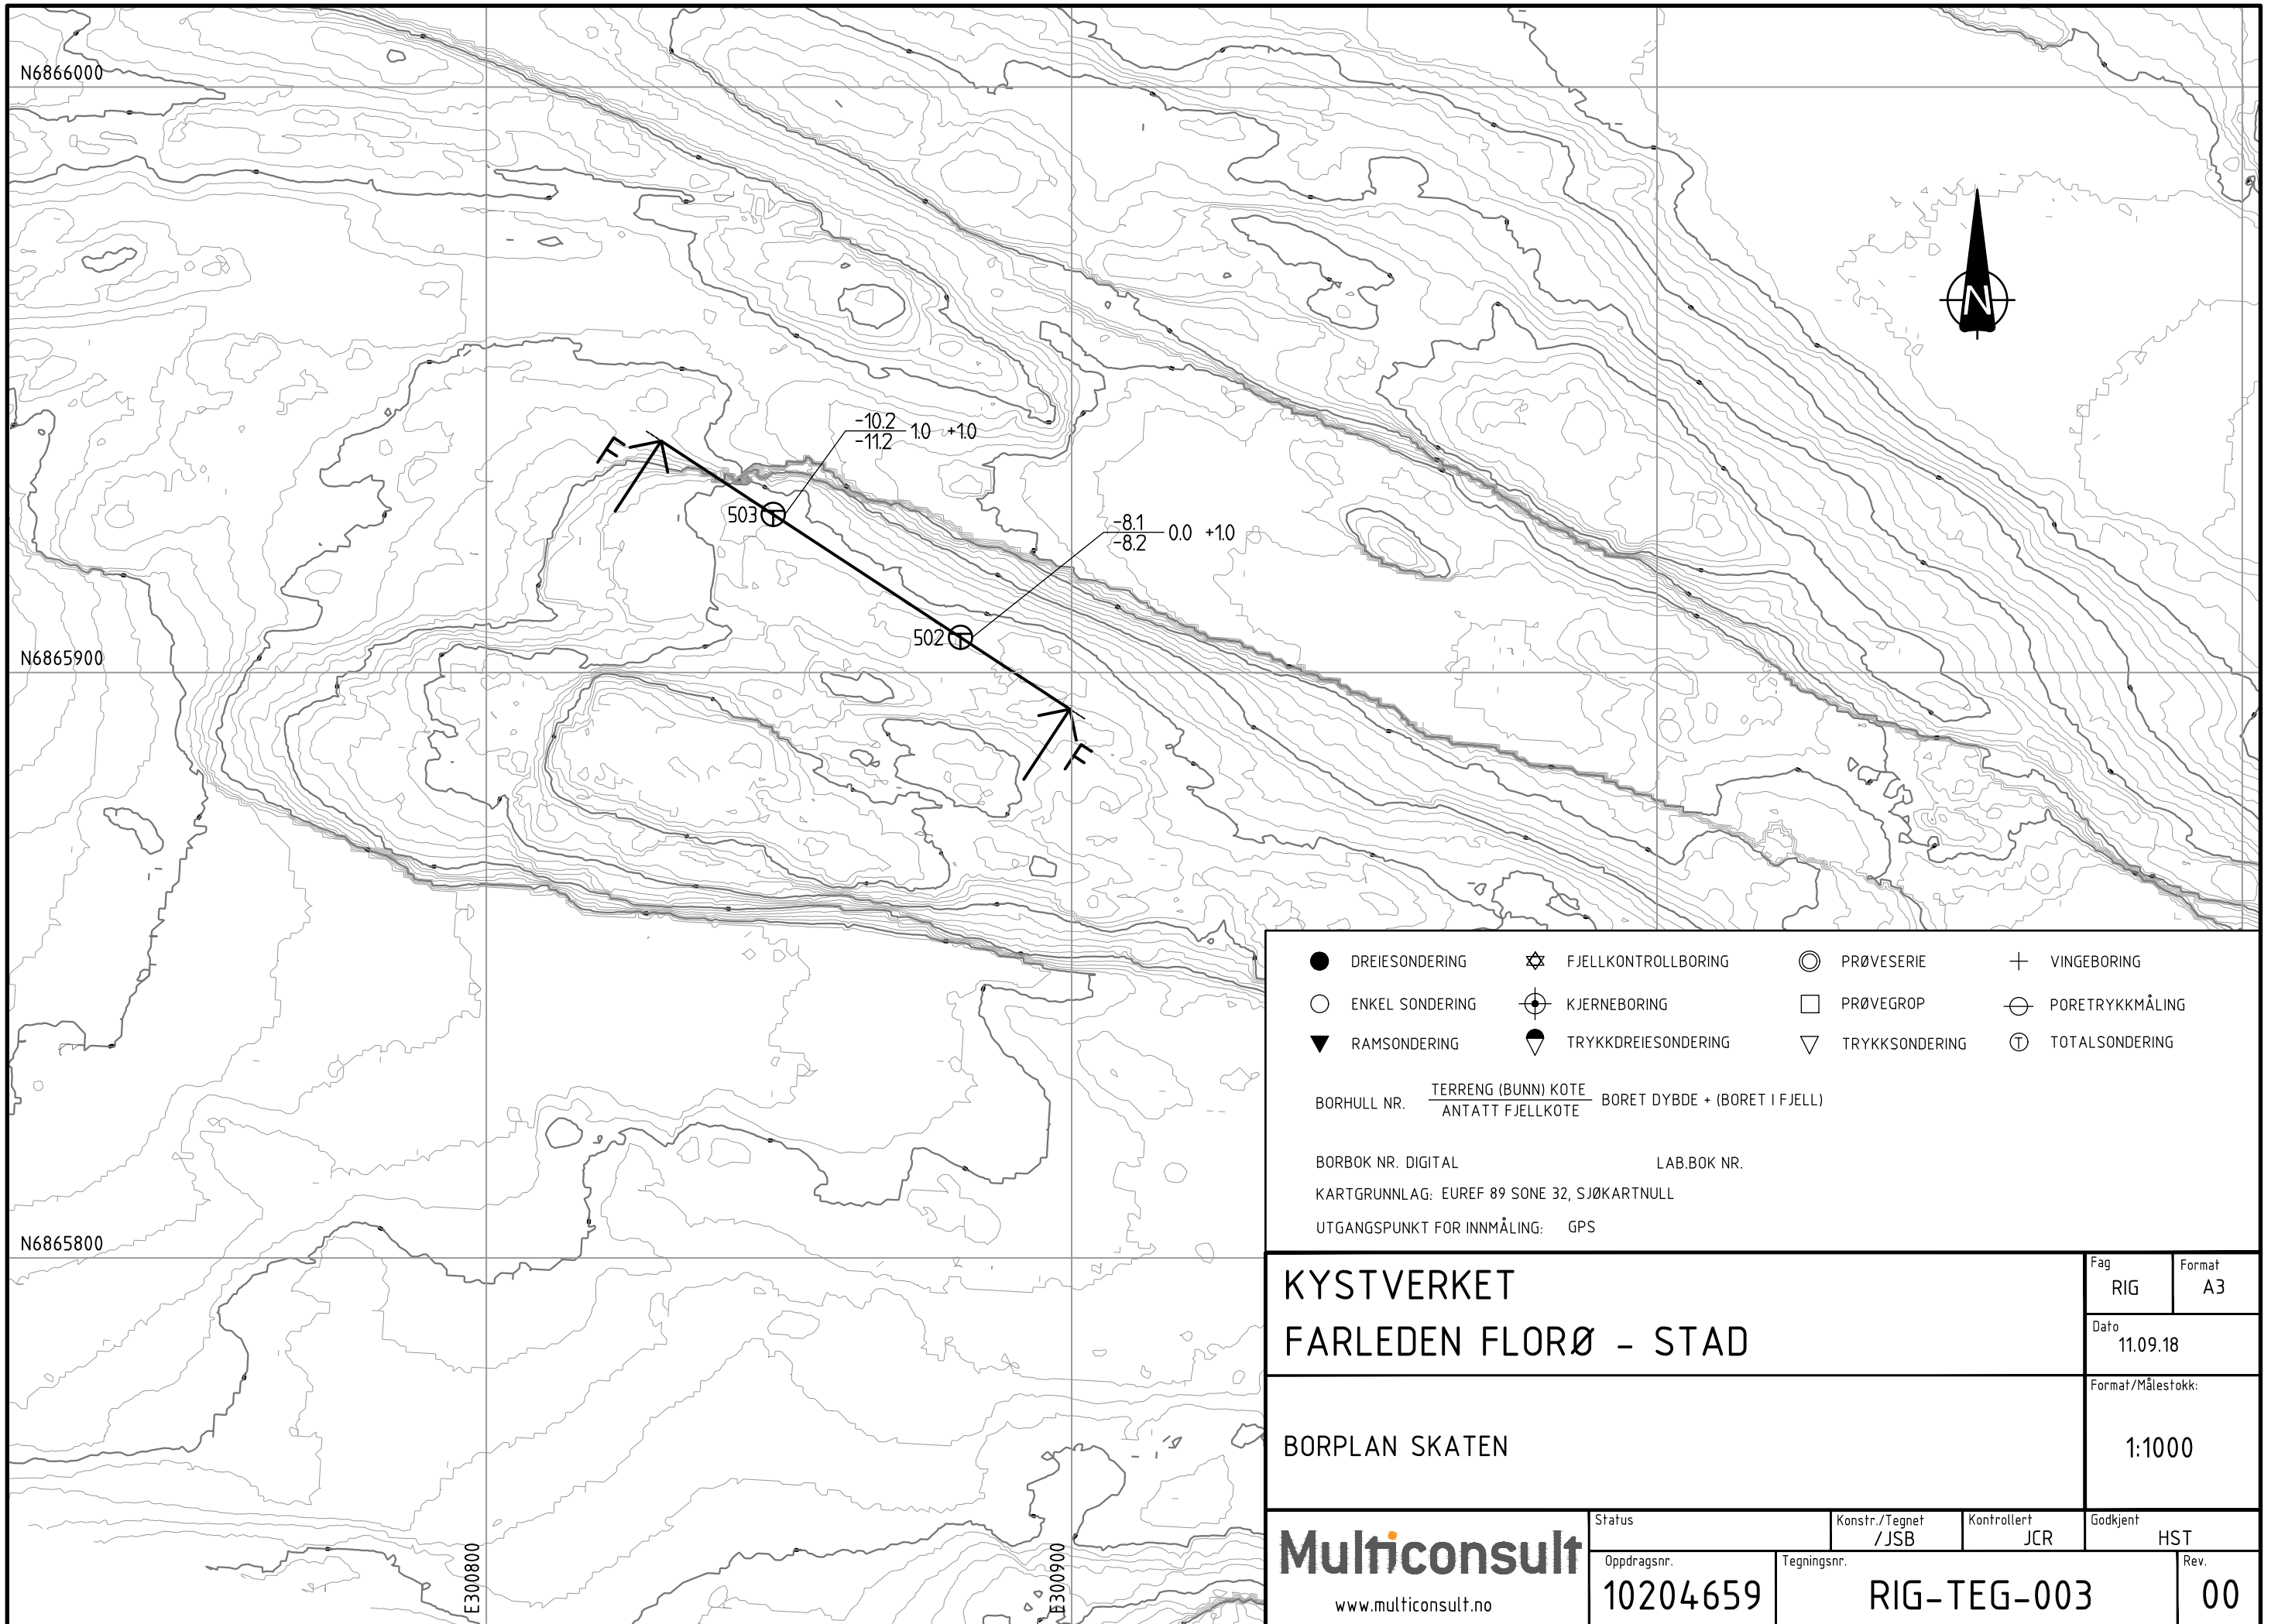 N6866000
N
F
-10.2
-11.2
1.0 +1.0
503
-8.1
-8.2
0.0 +1.0
502
N6865900
F
DREIESONDERING
FJELLKONTROLLBORING
PRØVESERIE
VINGEBORING
ENKEL SONDERING
KJERNEBORING
PRØVEGROP
PORETRYKKMÅLING
RAMSONDERING
TRYKKDREIESONDERING
TRYKKSONDERING
T TOTALSONDERING
BORHULL NR.
TERRENG (BUNN) KOTE
ANTATT FJELLKOTE
BORET DYBDE + (BORET I FJELL)
BORBOK NR. DIGITAL
LAB.BOK NR.
KARTGRUNNLAG: EUREF 89 SONE 32, SJØKARTNULL
UTGANGSPUNKT FOR INNMÅLING: GPS
N6865800
E300800
E300900
KYSTVERKET
FARLEDEN FLORØ - STAD
Fag
RIG
Format
A3
Dato
11.09.18
BORPLAN SKATEN
Format/Målestokk:
1:1000
Multiconsult
www.multiconsult.no
Status
Konstr./Tegnet
/JSB
Kontrollert
JCR
Godkjent
HST
Oppdragsnr.
10204659
Tegningsnr.
RIG-TEG-003
Rev.
00